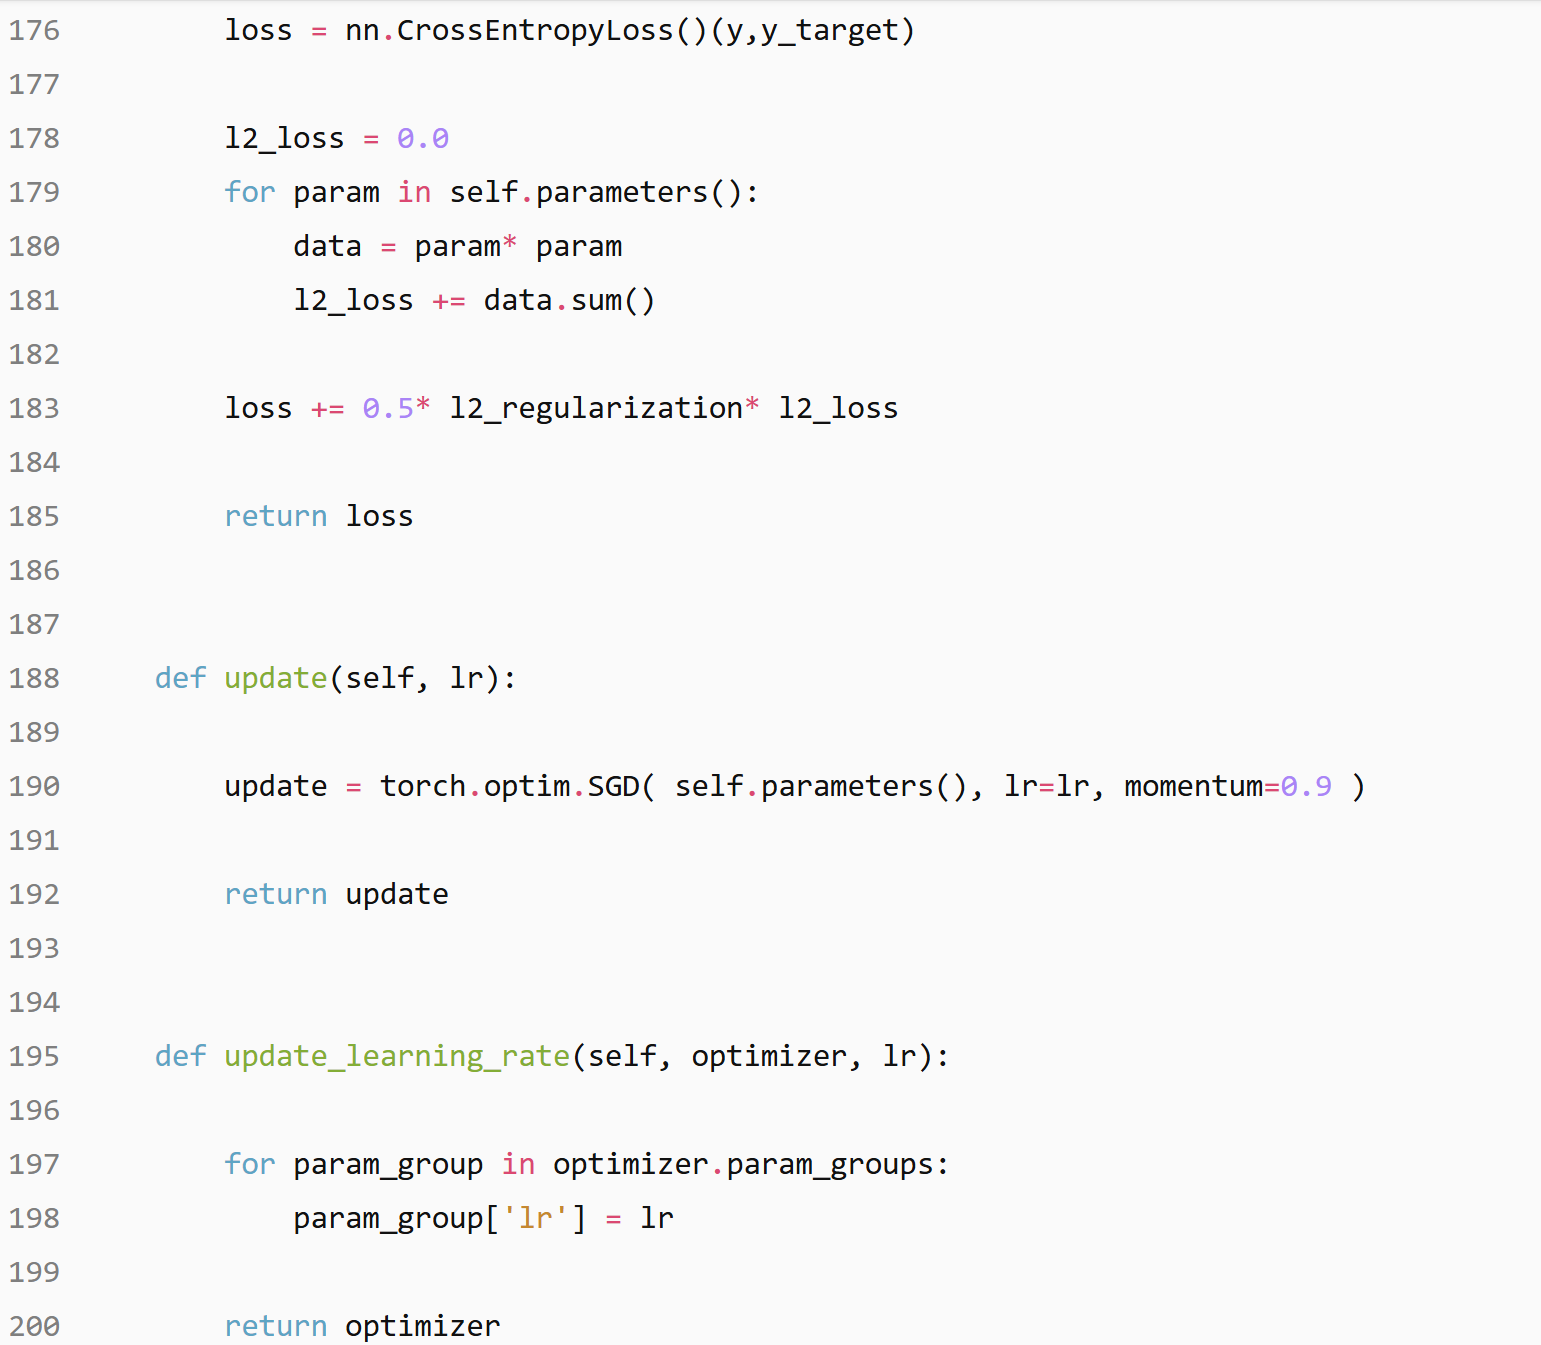 176 loss = nn.CrossEntropyLoss()(y,y_target)
177
178 l2_loss = 0.0
179 for param in self.parameters():
180 data = param* param
181 l2_loss += data.sum()
182
183 loss += 0.5* l2_regularization* l2_loss
184
185 return loss
186
187
188 def update(self, lr):
189
190 update = torch.optim.SGD( self.parameters(), lr=lr, momentum=0.9 )
191
192 return update
193
194
195 def update_learning_rate(self, optimizer, lr):
196
197 for param_group in optimizer.param_groups:
198 param_group['lr'] = lr
199
200 return optimizer